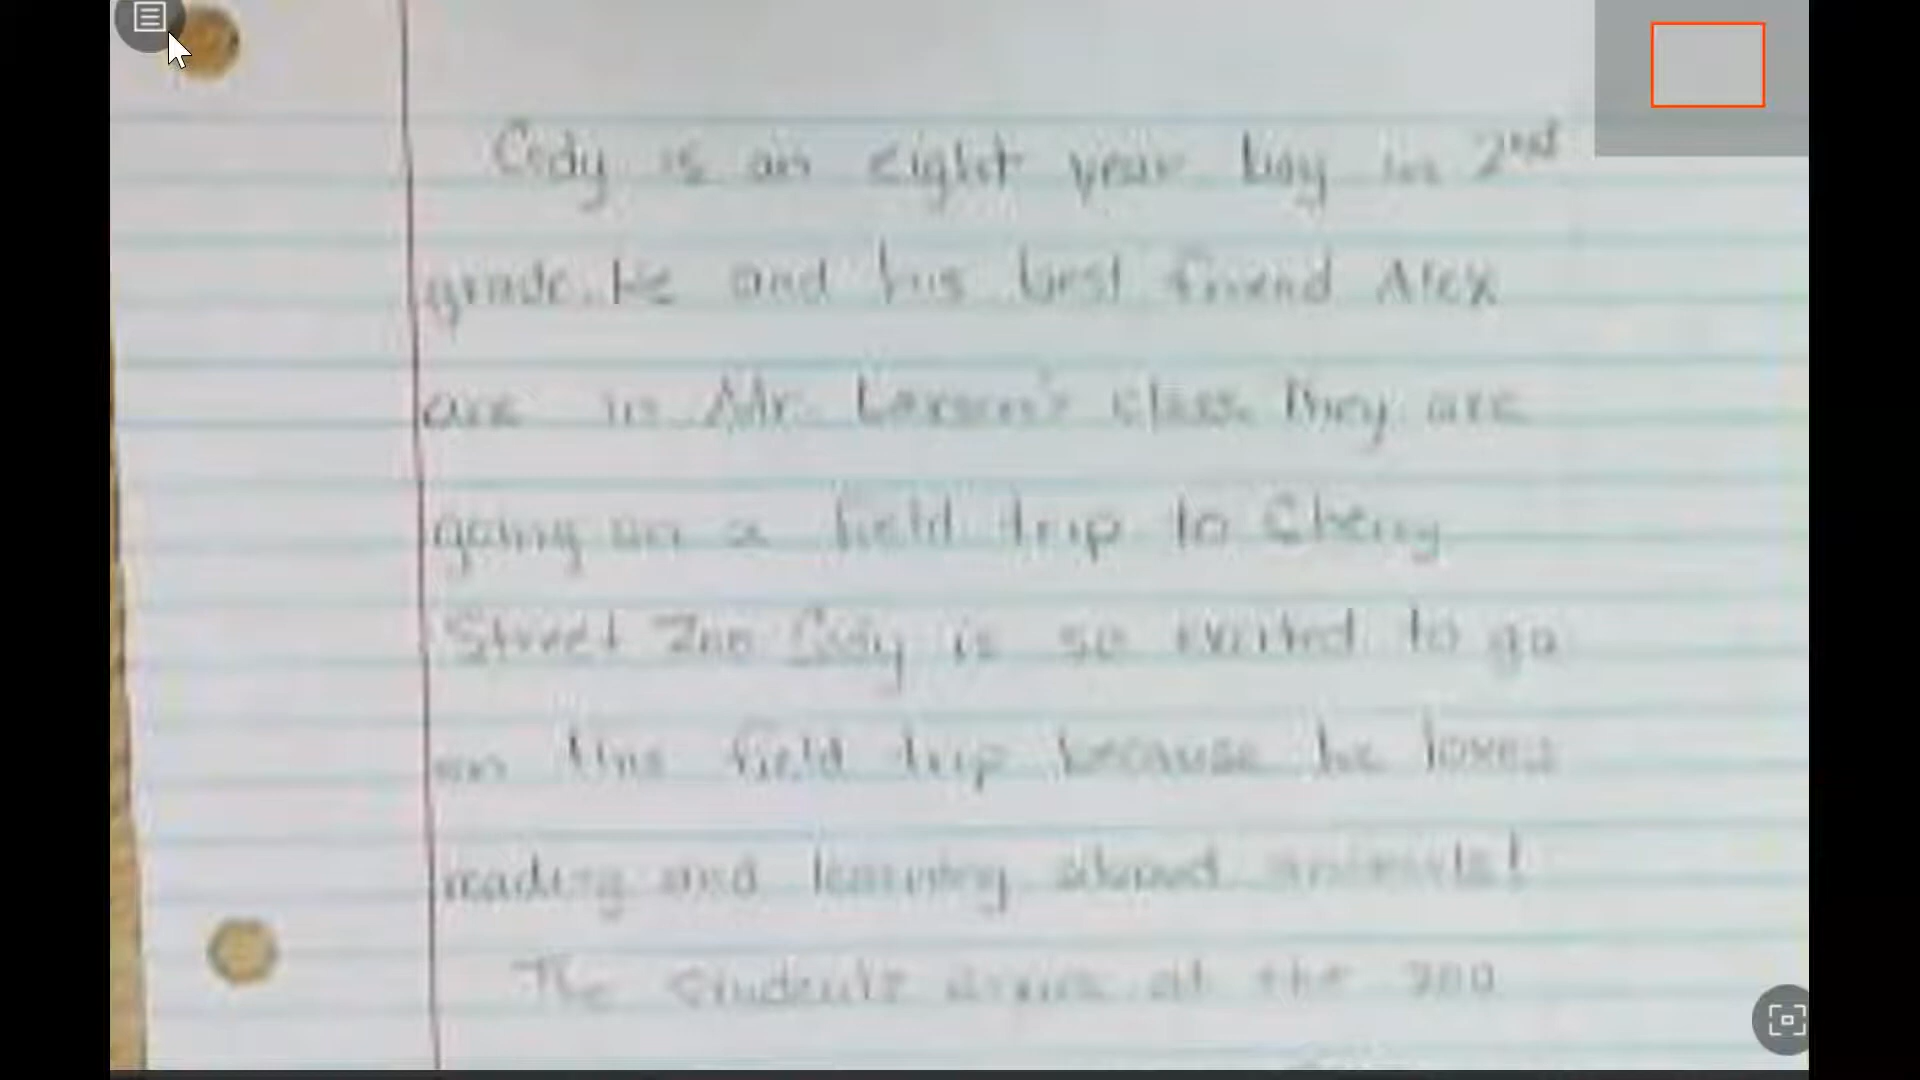 Cody is an eight year boy in 2nd
grade. He and his best friend Alex
are in Mr. class. They are
going on a field trip to Cherry
Street Zoo Cody is so excited to go
on this field trip because he loves
reading and learning about animals!
The students arrive at the zoo